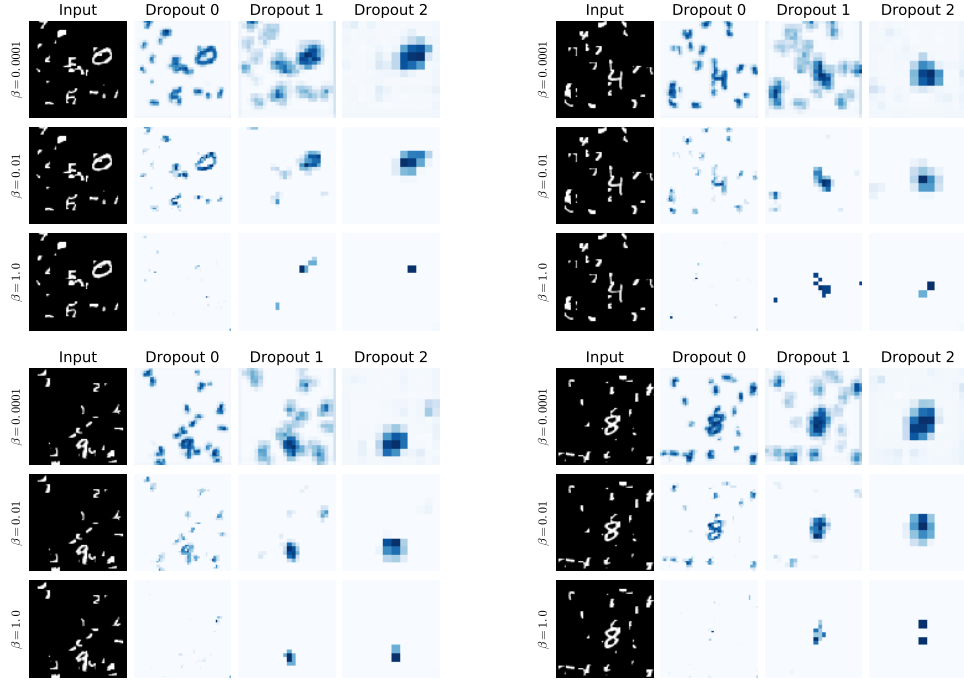 Input Dropout 0 Dropout 1 Dropout 2
β = 0.0001
β = 0.01
β = 1.0
Input Dropout 0 Dropout 1 Dropout 2
β = 0.0001
β = 0.01
β = 1.0
Input Dropout 0 Dropout 1 Dropout 2
β = 0.0001
β = 0.01
β = 1.0
Input Dropout 0 Dropout 1 Dropout 2
β = 0.0001
β = 0.01
β = 1.0